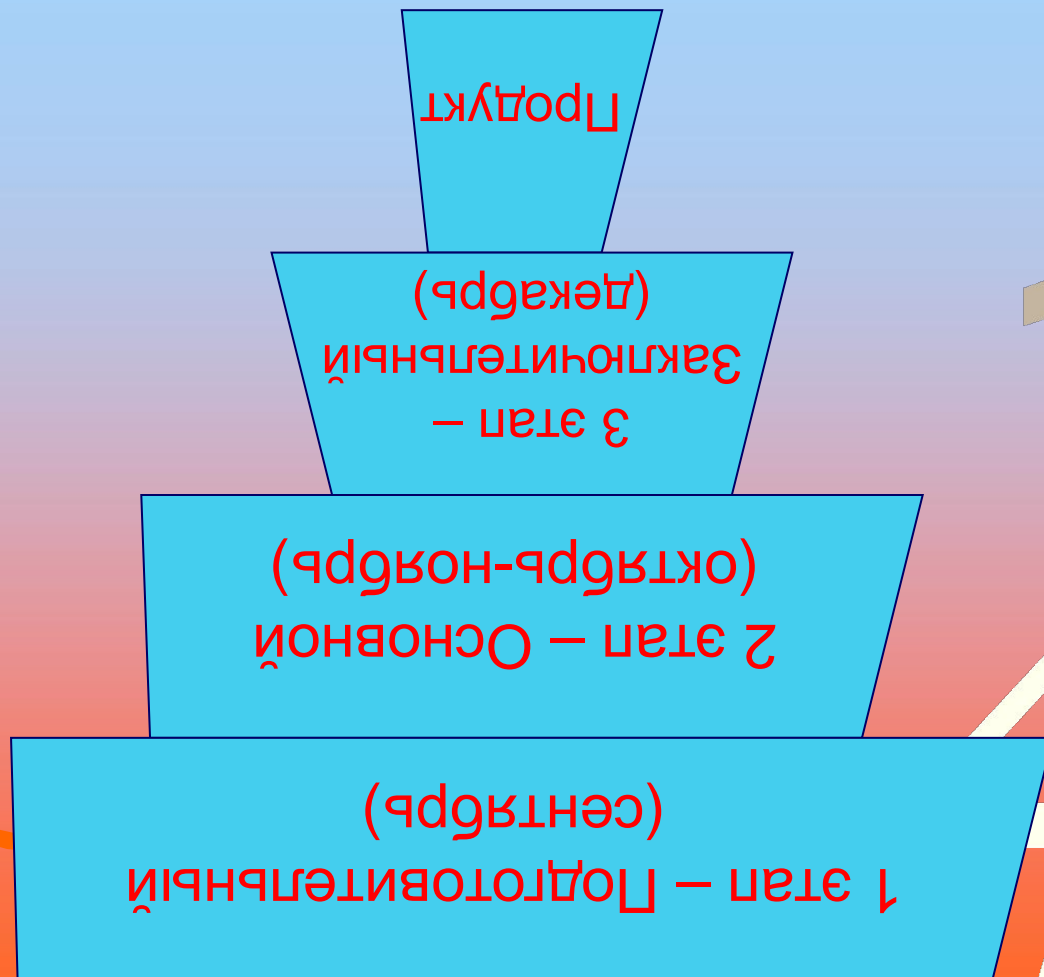 1 этап – Подготовительный
(сентябрь)
2 этап – Основной
(октябрь-ноябрь)
3 этап –
Заключительный
(декабрь)
Продукт